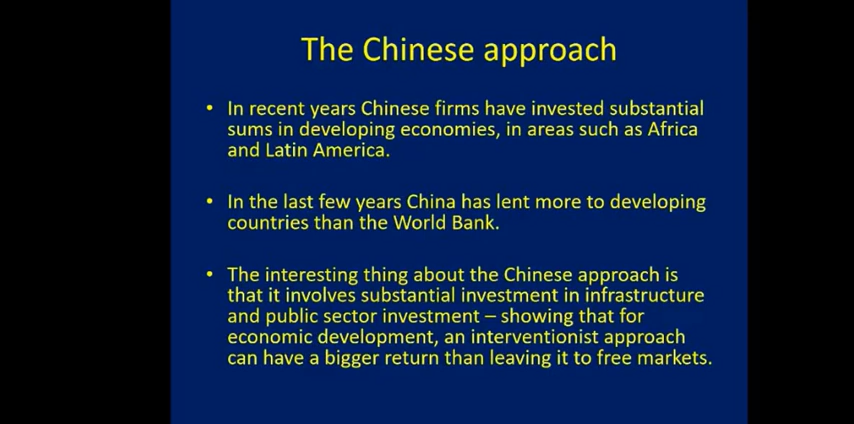 The Chinese approach
• In recent years Chinese firms have invested substantial
sums in developing economies, in areas such as Africa
and Latin America.
• In the last few years China has lent more to developing
countries than the World Bank.
• The interesting thing about the Chinese approach is
that it involves substantial investment in infrastructure
and public sector investment – showing that for
economic development, an interventionist approach
can have a bigger return than leaving it to free markets.